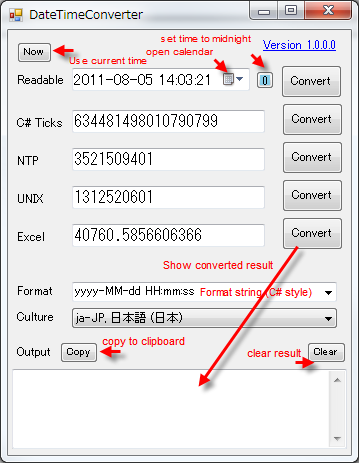 DateTimeConverter
Now
set time to midnight
Version 1.0.0.0
open calendar
Use current time
Readable 2011-08-05 14:03:21 0 Convert
C# Ticks 634481498010790799 Convert
NTP 3521509401 Convert
UNIX 1312520601 Convert
Excel 40760.5856606366 Convert
Show converted result
Format yyyy-MM-dd HH:mm:ss Format string (C# style)
Culture ja-JP, 日本語 (日本)
copy to clipboard
Output Copy clear result Clear